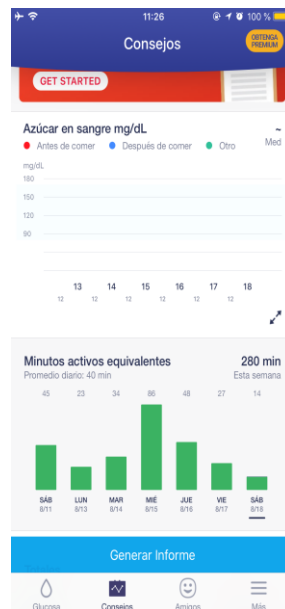 11:26 100 %
Consejos
OBTENGA PREMIUM
GET STARTED
Azúcar en sangre mg/dL ~
Antes de comer Después de comer Otro Med
mg/dL
180
150
120
90
13 14 15 16 17 18
12 12 12 12 12 12
Minutos activos equivalentes 280 min
Promedio diario: 40 min Esta semana
45 23 34 86 48 27 14
SÁB LUN MAR MIÉ JUE VIE SÁB
8/11 8/13 8/14 8/15 8/16 8/17 8/18
Generar Informe
Glucosa Consejos Amigos Más